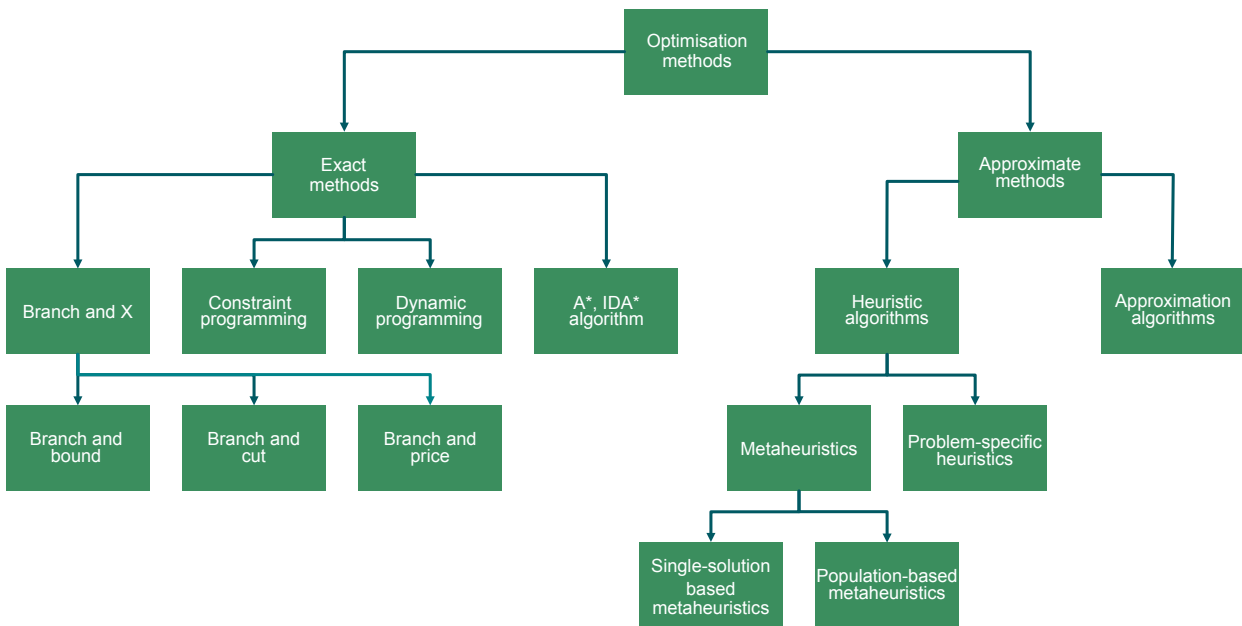 Optimisation
methods
Exact
methods
Approximate
methods
Branch and X
Constraint
programming
Dynamic
programming
A*, IDA*
algorithm
Heuristic
algorithms
Approximation
algorithms
Branch and
bound
Branch and
cut
Branch and
price
Metaheuristics
Problem-specific
heuristics
Single-solution
based
metaheuristics
Population-based
metaheuristics